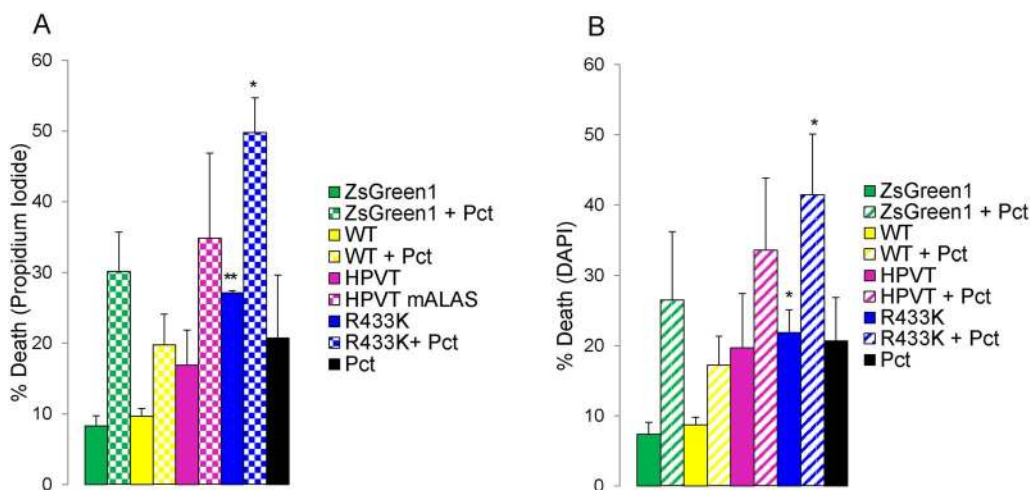 A
60
50
40
30
20
10
0
% Death (Propidium Iodide)
*
**
ZsGreen1
ZsGreen1 + Pct
WT
WT + Pct
HPVT
HPVT mALAS
R433K
R433K+ Pct
Pct
B
60
50
40
30
20
10
0
% Death (DAPI)
*
*
ZsGreen1
ZsGreen1 + Pct
WT
WT + Pct
HPVT
HPVT + Pct
R433K
R433K + Pct
Pct